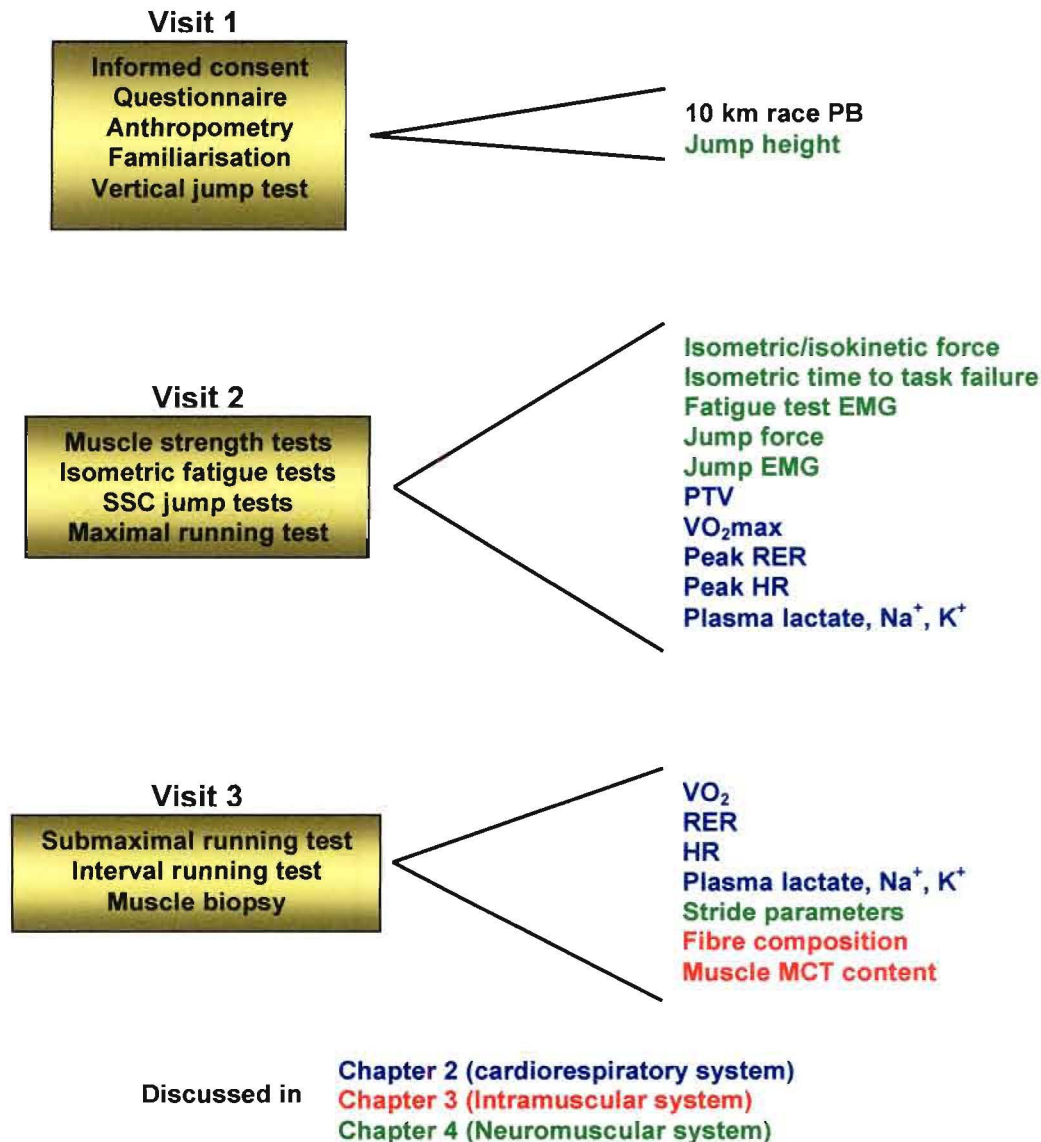 Visit 1
Informed consent
Questionnaire
Anthropometry
Familiarisation
Vertical jump test
10 km race PB
Jump height
Visit 2
Muscle strength tests
Isometric fatigue tests
SSC jump tests
Maximal running test
Isometric/isokinetic force
Isometric time to task failure
Fatigue test EMG
Jump force
Jump EMG
PTV
VO₂max
Peak RER
Peak HR
Plasma lactate, Na⁺, K⁺
Visit 3
Submaximal running test
Interval running test
Muscle biopsy
VO₂
RER
HR
Plasma lactate, Na⁺, K⁺
Stride parameters
Fibre composition
Muscle MCT content
Discussed in
Chapter 2 (cardiorespiratory system)
Chapter 3 (Intramuscular system)
Chapter 4 (Neuromuscular system)